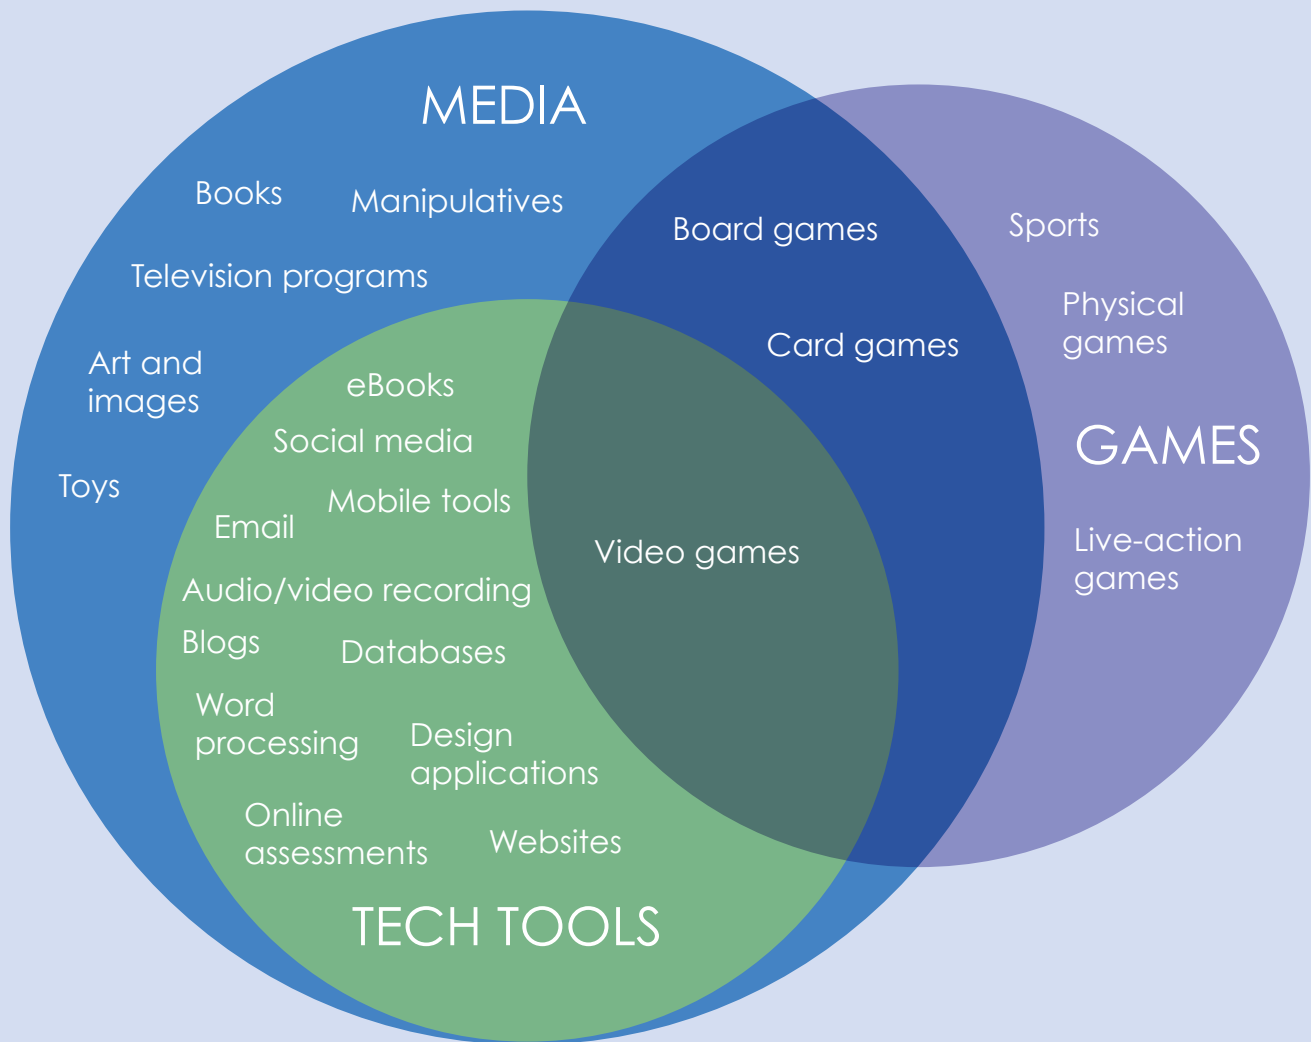 MEDIA
Books
Manipulatives
Television programs
Art and
images
Toys
Board games
Card games
Sports
Physical
games
GAMES
Live-action
games
eBooks
Social media
Mobile tools
Email
Video games
Audio/video recording
Blogs
Databases
Word
processing
Design
applications
Online
assessments
Websites
TECH TOOLS